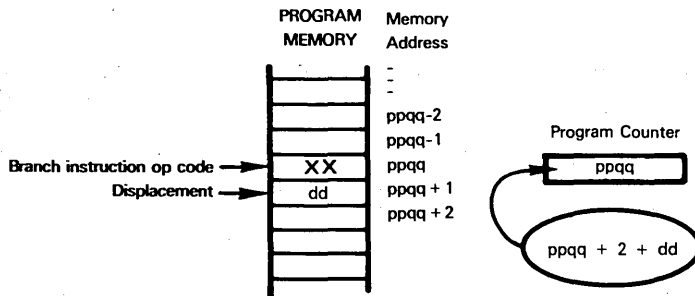 PROGRAM MEMORY
Memory Address
-
-
-
ppqq-2
ppqq-1
Branch instruction op code XX ppqq
Displacement dd ppqq + 1
ppqq + 2
Program Counter
ppqq
ppqq + 2 + dd